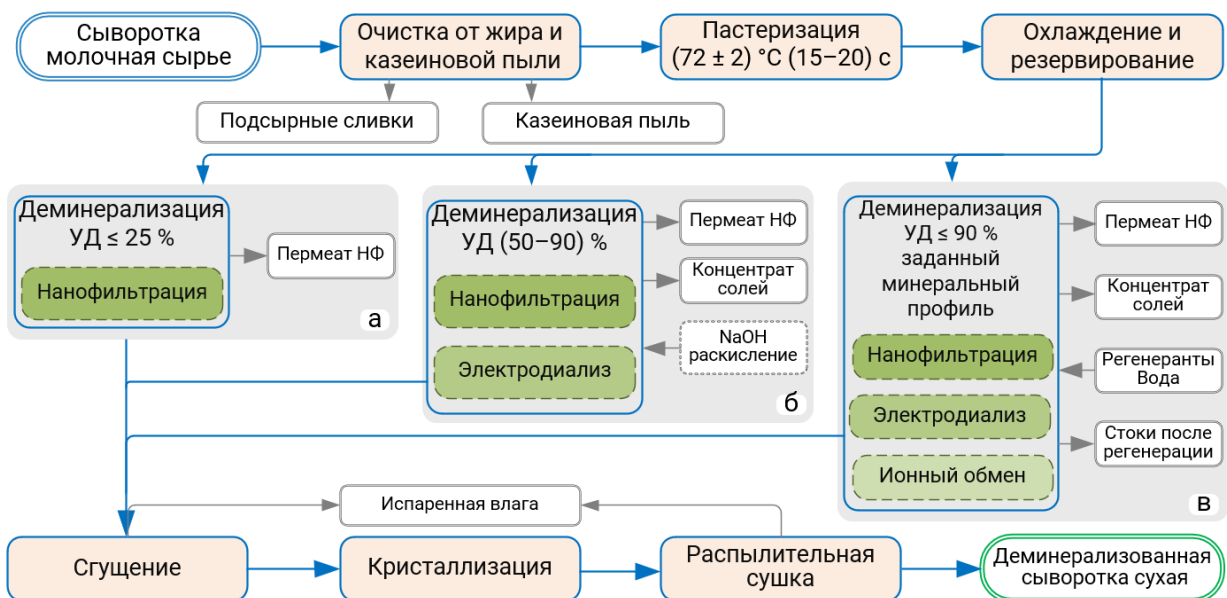 Сыворотка
молочная сырье
Очистка от жира и
казеиновой пыли
Пастеризация
(72 ± 2) °С (15–20) с
Охлаждение и
резервирование
Подсырные сливки
Казеиновая пыль
Деминерализация
УД ≤ 25 %
Нанофильтрация
Пермеат НФ
а
Деминерализация
УД (50–90) %
Нанофильтрация
Электродиализ
Пермеат НФ
Концентрат
солей
NaOH
раскисление
б
Деминерализация
УД ≤ 90 %
заданный
минеральный
профиль
Нанофильтрация
Электродиализ
Ионный обмен
Пермеат НФ
Концентрат
солей
Регенеранты
Вода
Стоки после
регенерации
в
Испаренная влага
Сгущение
Кристаллизация
Распылительная
сушка
Деминерализованная
сыворотка сухая